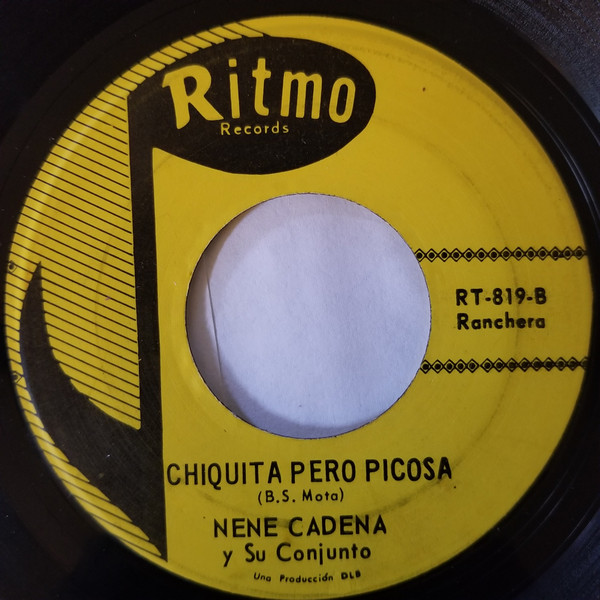 Ritmo
Records
RT-819-B
Ranchera
CHIQUITA PERO PICOSA
(B.S. Mota)
NENE CADENA
y Su Conjunto
Una Producción DLB